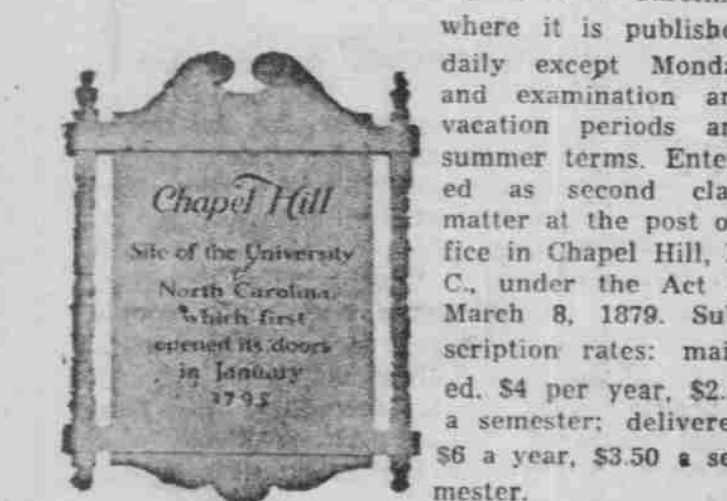 Chapel Hill
Site of the University
of
North Carolina,
which first
opened its doors
in January
1795
where it is publishe
daily except Monda
and examination an
vacation periods an
summer terms. Enter
ed as second cla
matter at the post o
fice in Chapel Hill,
C., under the Act
March 8, 1879. Su
scription rates: mai
ed, $4 per year, $2.
a semester; delivere
$6 a year, $3.50 a se
mester.